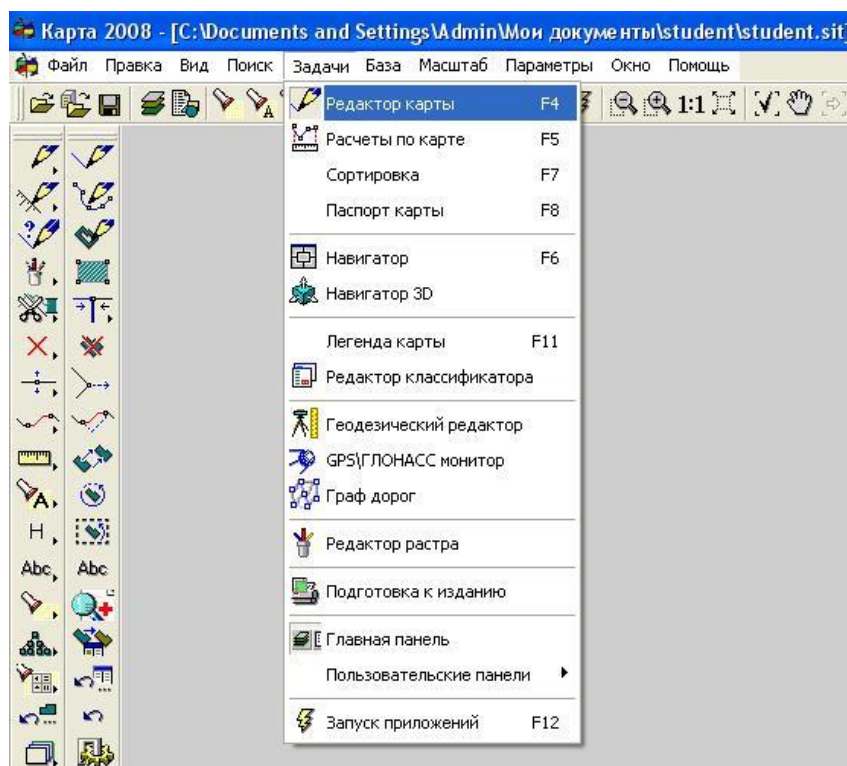 Карта 2008 - [C:\Documents and Settings\Admin\Мои документы\student\student.sit]
Файл Правка Вид Поиск Задачи База Масштаб Параметры Окно Помощь
A 1:1
Редактор карты F4
Расчеты по карте F5
Сортировка F7
Паспорт карты F8
Навигатор F6
Навигатор 3D
Легенда карты F11
Редактор классификатора
Геодезический редактор
GPS\ГЛОНАСС монитор
Граф дорог
Редактор растра
Подготовка к изданию
Главная панель
Пользовательские панели
Запуск приложений F12
?
A
H
Abc Abc